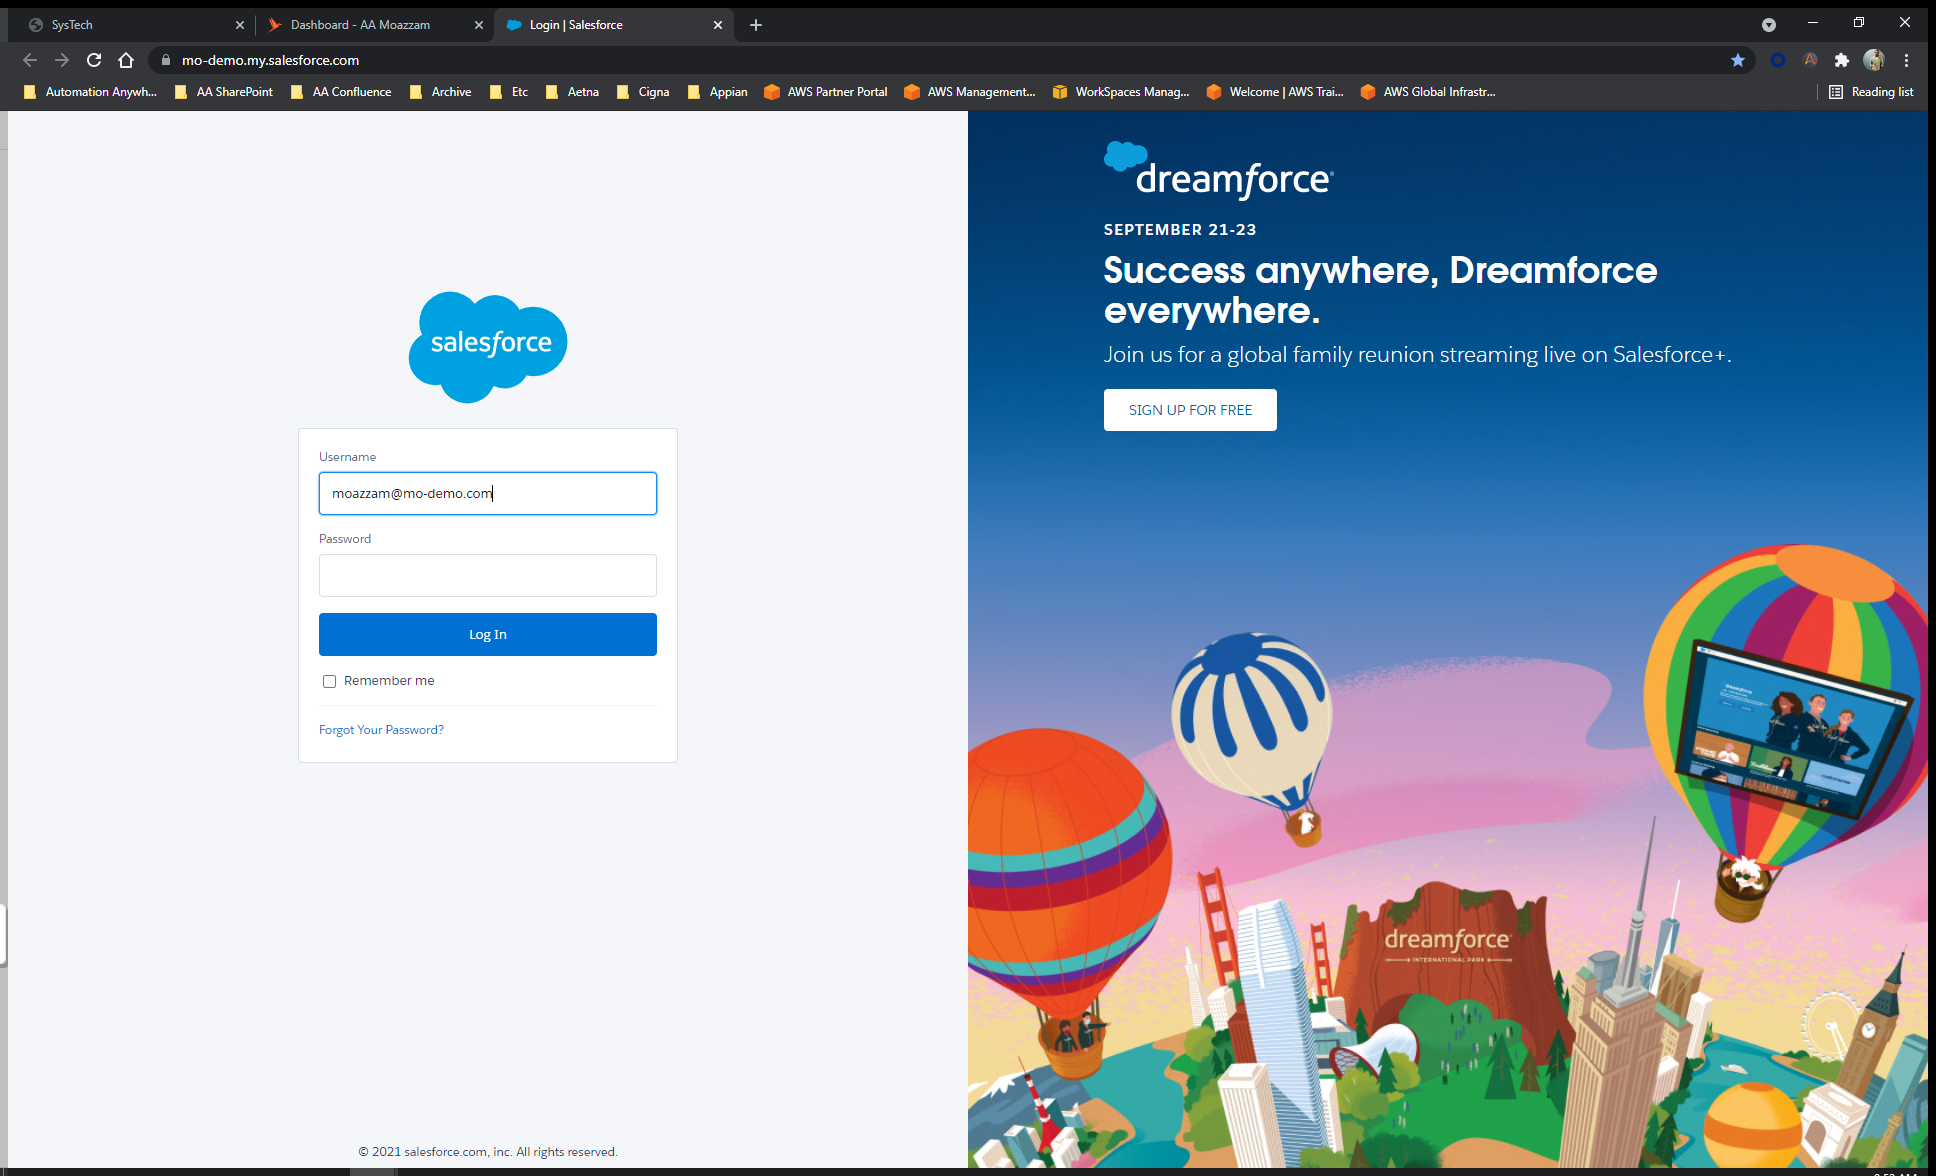 SysTech
Dashboard - AA Moazzam
Login | Salesforce
mo-demo.my.salesforce.com
Automation Anywh...
AA SharePoint
AA Confluence
Archive
Etc
Aetna
Cigna
Appian
AWS Partner Portal
AWS Management...
WorkSpaces Manag...
Welcome | AWS Trai...
AWS Global Infrastr...
Reading list
salesforce
Username
moazzam@mo-demo.com
Password
Log In
Remember me
Forgot Your Password?
© 2021 salesforce.com, inc. All rights reserved.
dreamforce
SEPTEMBER 21-23
Success anywhere, Dreamforce
everywhere.
Join us for a global family reunion streaming live on Salesforce+.
SIGN UP FOR FREE
dreamforce
INTERNATIONAL PARK